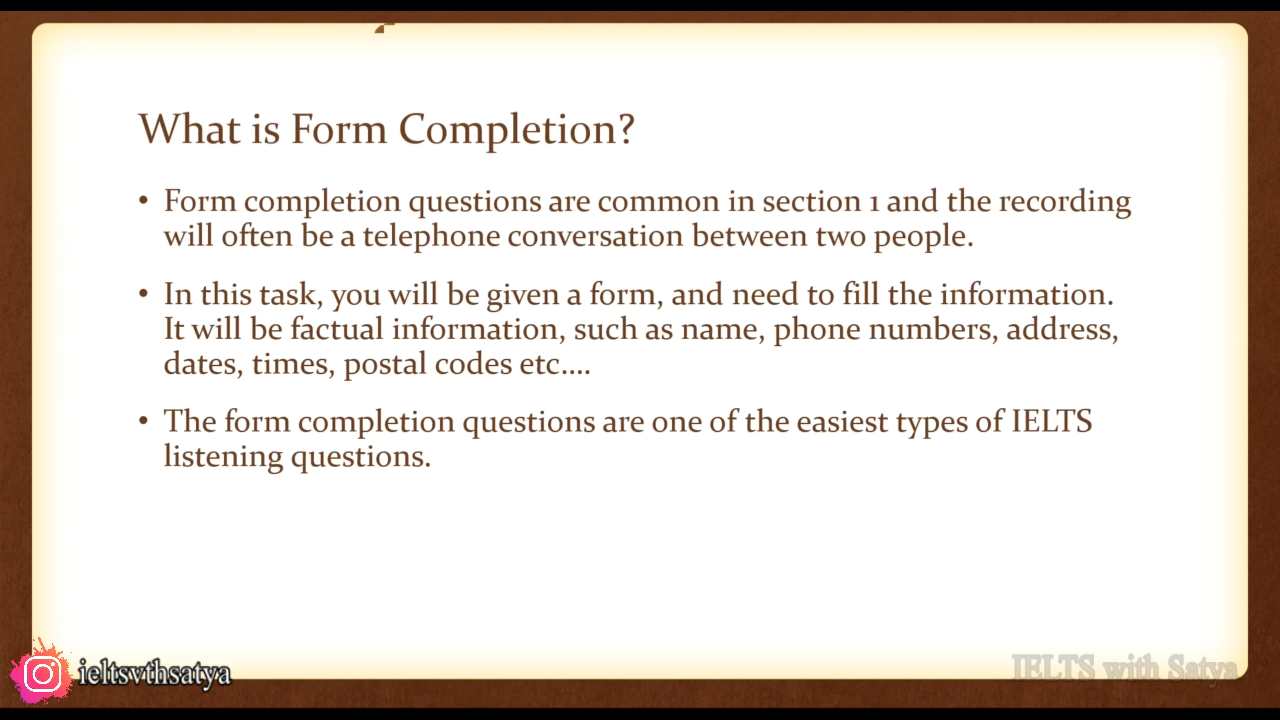 What is Form Completion?
• Form completion questions are common in section 1 and the recording
will often be a telephone conversation between two people.
• In this task, you will be given a form, and need to fill the information.
It will be factual information, such as name, phone numbers, address,
dates, times, postal codes etc....
• The form completion questions are one of the easiest types of IELTS
listening questions.
ieltsvthsatya
IELTS with Satya